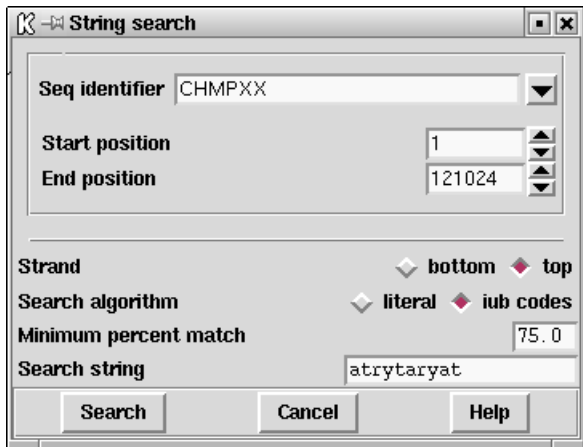 String search
Seq identifier CHMPXX
Start position 1
End position 121024
Strand bottom top
Search algorithm literal iub codes
Minimum percent match 75.0
Search string atrytaryat
Search Cancel Help